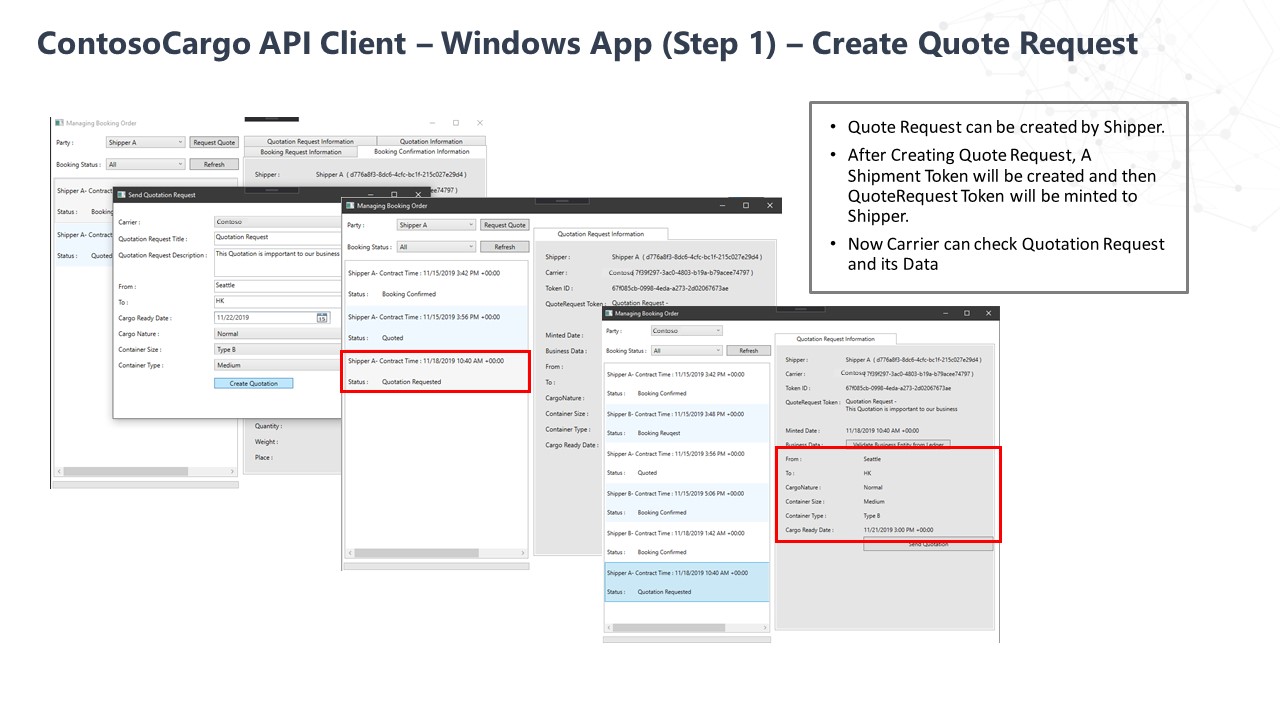 ContosoCargo API Client – Windows App (Step 1) – Create Quote Request
• Quote Request can be created by Shipper.
• After Creating Quote Request, A
Shipment Token will be created and then
QuoteRequest Token will be minted to
Shipper.
• Now Carrier can check Quotation Request
and its Data
Managing Booking Order
Party : Shipper A Request Quote
Booking Status : All Refresh
Quotation Request Information Quotation Information
Booking Request Information Booking Confirmation Information
Shipper : Shipper A ( d776a8f3-8dc6-4cfc-bc1f-215c027e29d4 )
Shipper A- Contract
Status : Booking
Shipper A- Contract
Status : Quoted
Quantity :
Weight :
Place :
Send Quotation Request
Carrier : Contoso
Quotation Request Title : Quotation Request
Quotation Request Description : This Quotation is impportant to our business
From : Seattle
To : HK
Cargo Ready Date : 11/22/2019 15
Cargo Nature : Normal
Container Size : Type B
Container Type : Medium
Create Quotation
Managing Booking Order
Party : Shipper A Request Quote
Booking Status : All Refresh
Shipper A- Contract Time : 11/15/2019 3:42 PM +00:00
Status : Booking Confirmed
Shipper A- Contract Time : 11/15/2019 3:56 PM +00:00
Status : Quoted
Shipper A- Contract Time : 11/18/2019 10:40 AM +00:00
Status : Quotation Requested
Quotation Request Information
Shipper : Shipper A ( d776a8f3-8dc6-4cfc-bc1f-215c027e29d4 )
Carrier : Contoso( 7f39f297-3ac0-4803-b19a-b79acee74797 )
Token ID : 67f085cb-0998-4eda-a273-2d02067673ae
QuoteRequest Token : Quotation Request -
Minted Date :
Business Data :
From :
To :
CargoNature :
Container Size :
Container Type :
Cargo Ready Date :
Managing Booking Order
Party : Contoso
Booking Status : All Refresh
Shipper A- Contract Time : 11/15/2019 3:42 PM +00:00
Status : Booking Confirmed
Shipper B- Contract Time : 11/15/2019 3:48 PM +00:00
Status : Booking Reuqest
Shipper A- Contract Time : 11/15/2019 3:56 PM +00:00
Status : Quoted
Shipper B- Contract Time : 11/15/2019 5:06 PM +00:00
Status : Booking Confirmed
Shipper B- Contract Time : 11/18/2019 1:42 AM +00:00
Status : Booking Confirmed
Shipper A- Contract Time : 11/18/2019 10:40 AM +00:00
Status : Quotation Requested
Quotation Request Information
Shipper : Shipper A ( d776a8f3-8dc6-4cfc-bc1f-215c027e29d4 )
Carrier : Contoso( 7f39f297-3ac0-4803-b19a-b79acee74797 )
Token ID : 67f085cb-0998-4eda-a273-2d02067673ae
QuoteRequest Token : Quotation Request -
This Quotation is impportant to our business
Minted Date : 11/18/2019 10:40 AM +00:00
Business Data : Validate Business Entity from Ledger
From : Seattle
To : HK
CargoNature : Normal
Container Size : Medium
Container Type : Type B
Cargo Ready Date : 11/21/2019 3:00 PM +00:00
Send Quotation